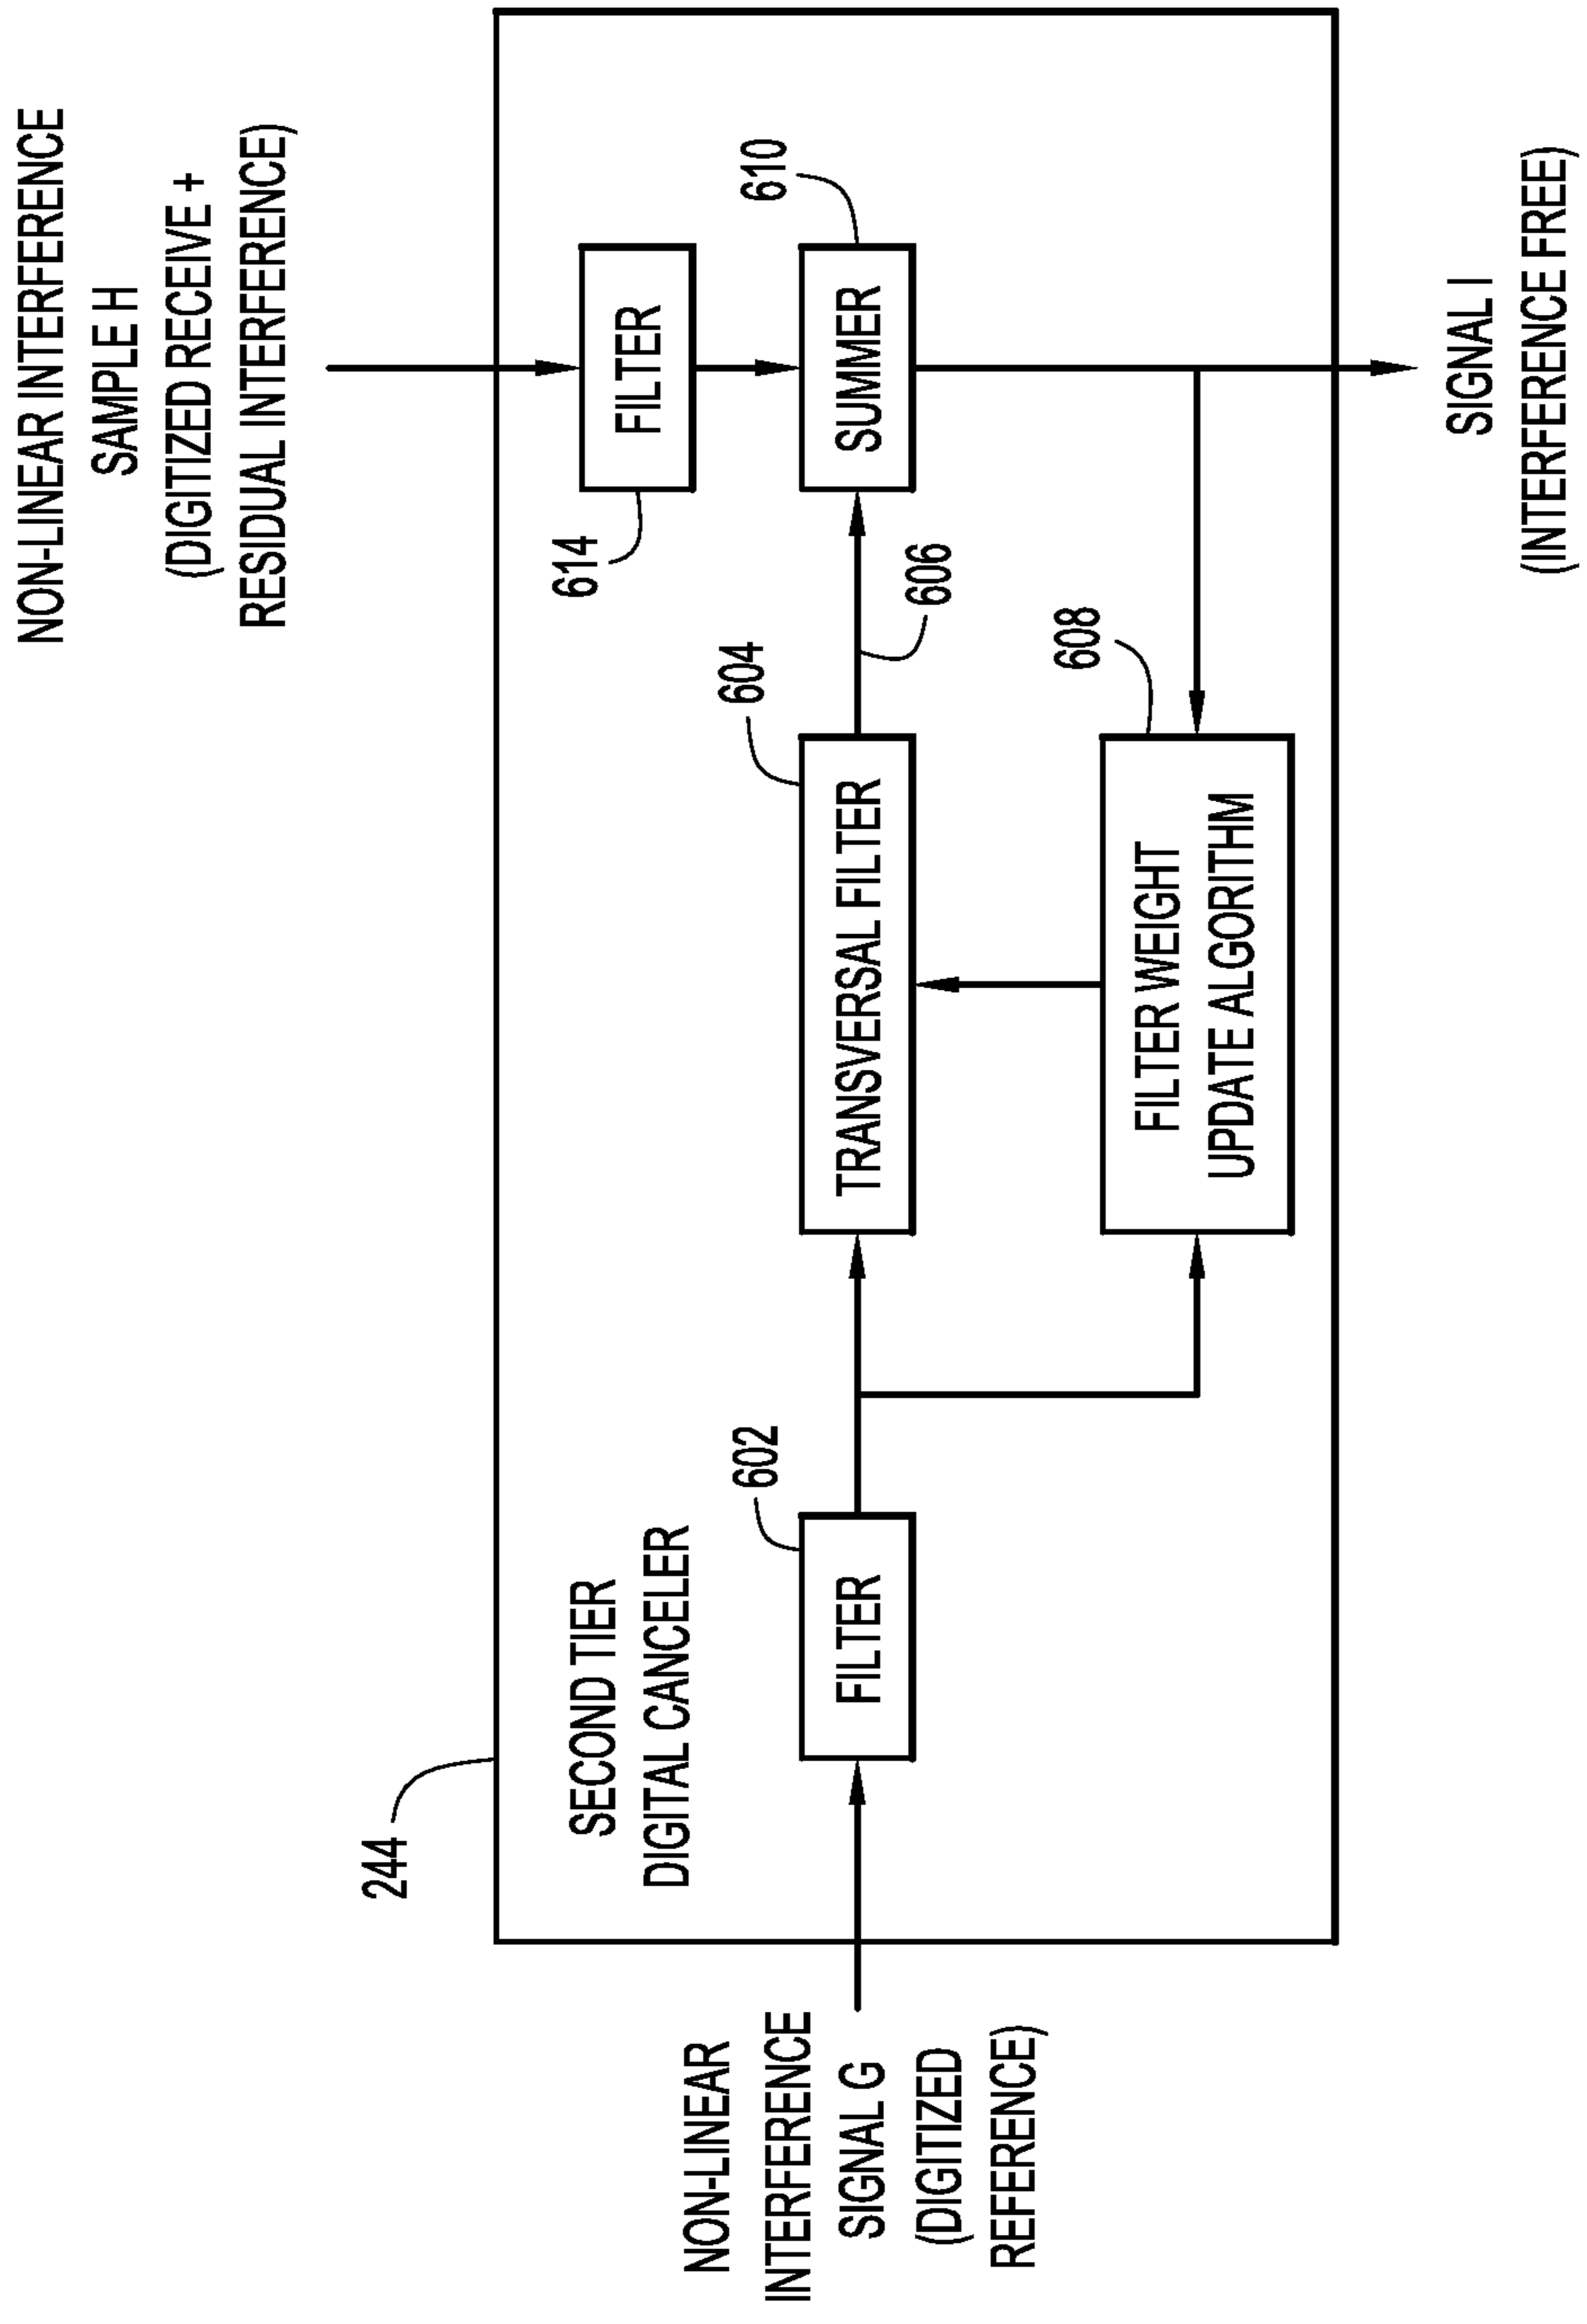 NON-LINEAR INTERFERENCE
SAMPLE H
(DIGITIZED RECEIVE +
RESIDUAL INTERFERENCE)
244
SECOND TIER
DIGITAL CANCELER
614
FILTER
NON-LINEAR
INTERFERENCE
SIGNAL G
(DIGITIZED
REFERENCE)
602
FILTER
604
TRANSVERSAL FILTER
606
610
SUMMER
608
FILTER WEIGHT
UPDATE ALGORITHM
SIGNAL I
(INTERFERENCE FREE)